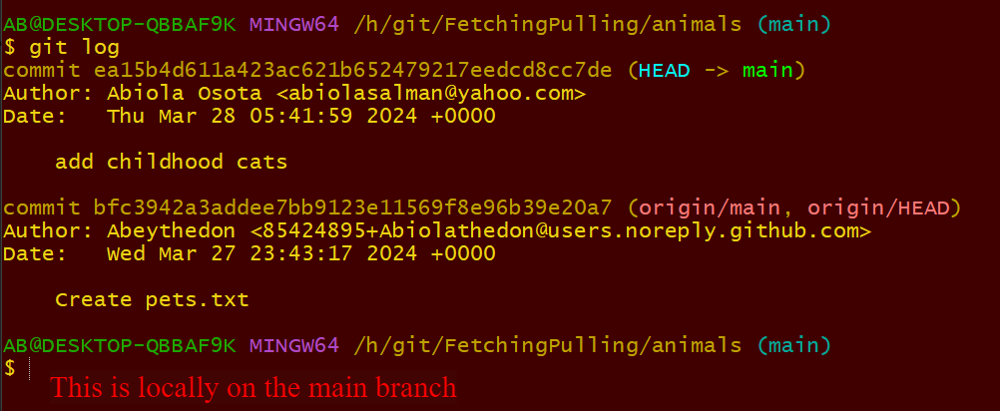 AB@DESKTOP-QBBAF9K MINGW64 /h/git/FetchingPulling/animals (main)
$ git log
commit ea15b4d611a423ac621b652479217eedcd8cc7de (HEAD -> main)
Author: Abiola Osota <abiolasalman@yahoo.com>
Date:   Thu Mar 28 05:41:59 2024 +0000
    add childhood cats
commit bfc3942a3addee7bb9123e11569f8e96b39e20a7 (origin/main, origin/HEAD)
Author: Abeythedon <85424895+Abiolathedon@users.noreply.github.com>
Date:   Wed Mar 27 23:43:17 2024 +0000
    Create pets.txt
AB@DESKTOP-QBBAF9K MINGW64 /h/git/FetchingPulling/animals (main)
$
This is locally on the main branch